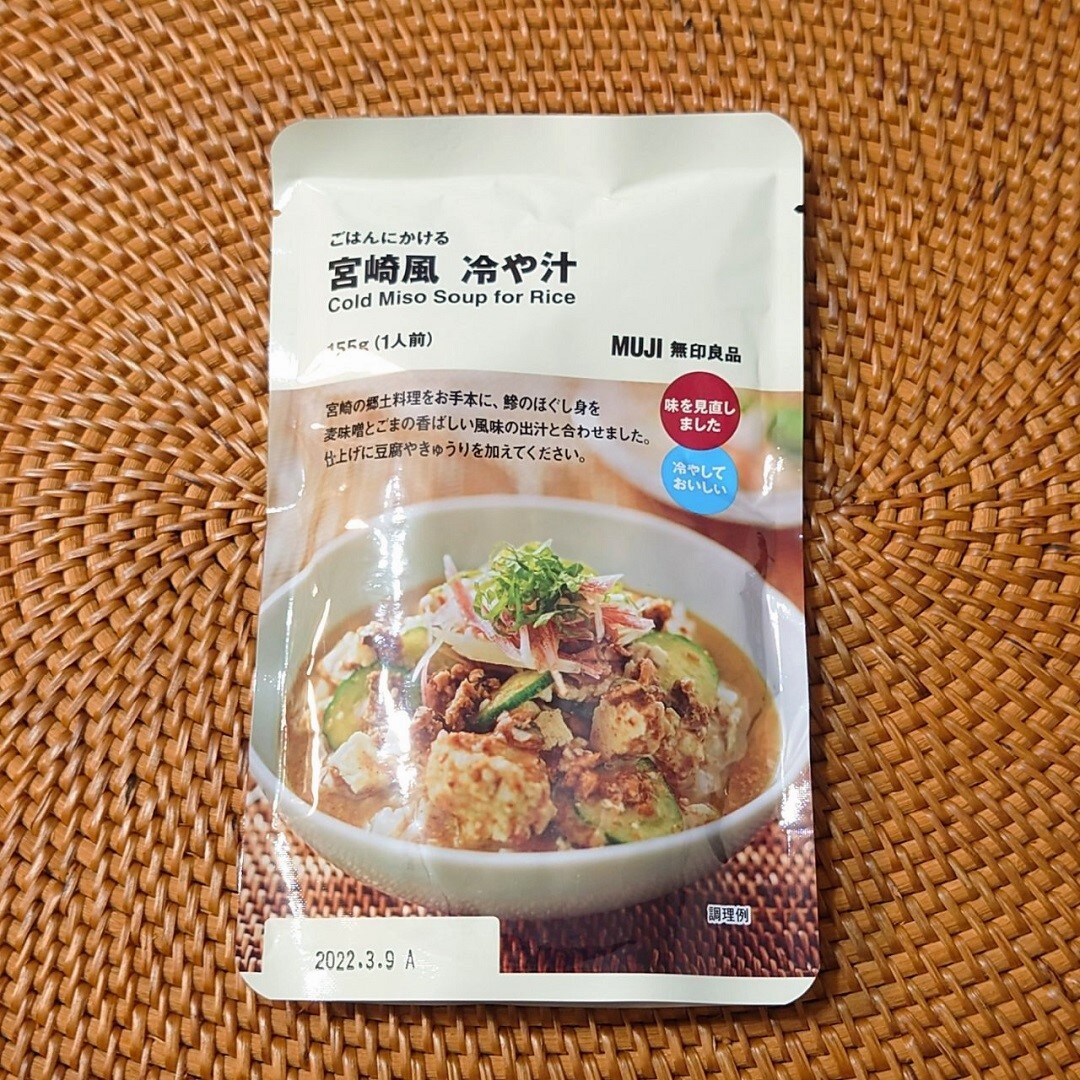 ごはんにかける
宮崎風 冷や汁
Cold Miso Soup for Rice
155g(1人前)
MUJI 無印良品
宮崎の郷土料理をお手本に、鰺のほぐし身を
麦味噌とごまの香ばしい風味の出汁と合わせました。
仕上げに豆腐やきゅうりを加えてください。
味を見直し
ました
冷やして
おいしい
調理例
2022.3.9 A